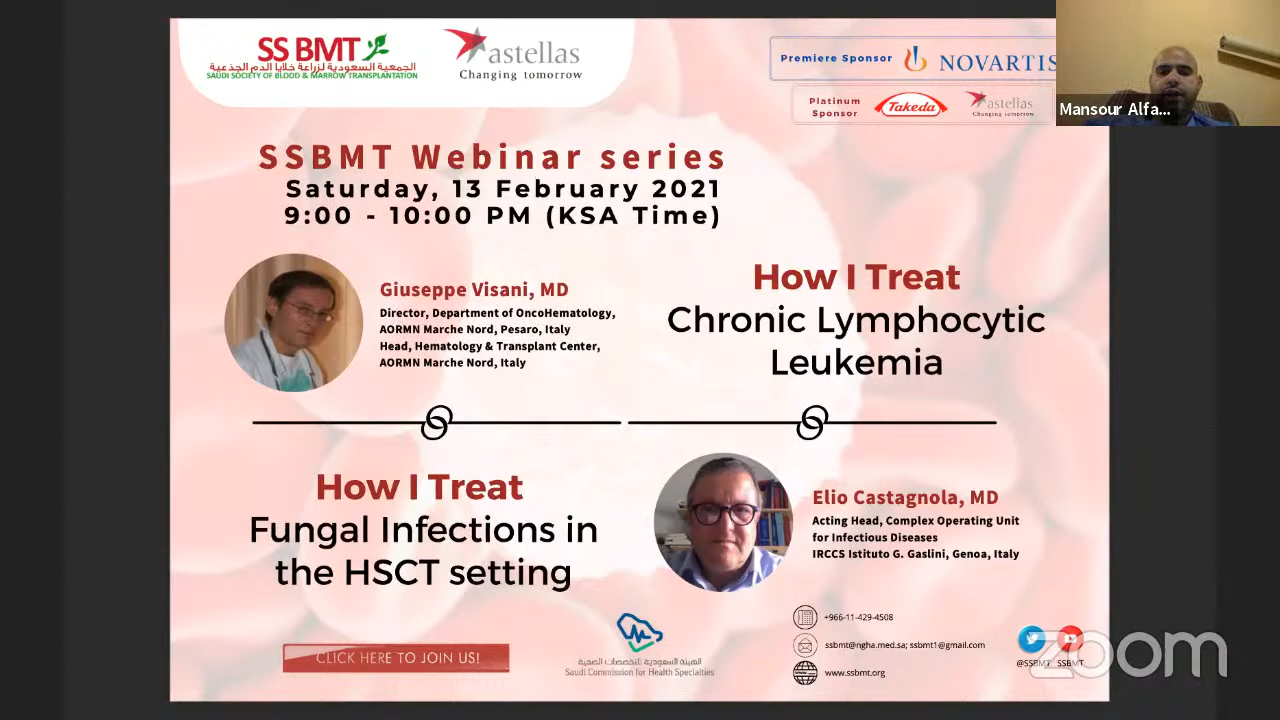 SS BMT
الجمعية السعودية لزراعة خلايا الدم الجذعية
SAUDI SOCIETY OF BLOOD & MARROW TRANSPLANTATION
astellas
Changing tomorrow
Premiere Sponsor
NOVARTIS
Platinum
Sponsor
Takeda
astellas
Changing tomorrow
Mansour Alfa...
SSBMT Webinar series
Saturday, 13 February 2021
9:00 - 10:00 PM (KSA Time)
Giuseppe Visani, MD
Director, Department of OncoHematology,
AORMN Marche Nord, Pesaro, Italy
Head, Hematology & Transplant Center,
AORMN Marche Nord, Italy
How I Treat
Chronic Lymphocytic
Leukemia
How I Treat
Fungal Infections in
the HSCT setting
Elio Castagnola, MD
Acting Head, Complex Operating Unit
for Infectious Diseases
IRCCS Istituto G. Gaslini, Genoa, Italy
CLICK HERE TO JOIN US!
الهيئة السعودية للتخصصات الصحية
Saudi Commission for Health Specialties
+966-11-429-4508
ssbmt@ngha.med.sa; ssbmt1@gmail.com
www.ssbmt.org
@SSBMT_SSBMT
zoom